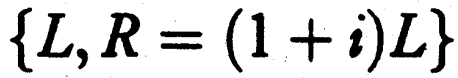 {L, R = (1 + i)L}